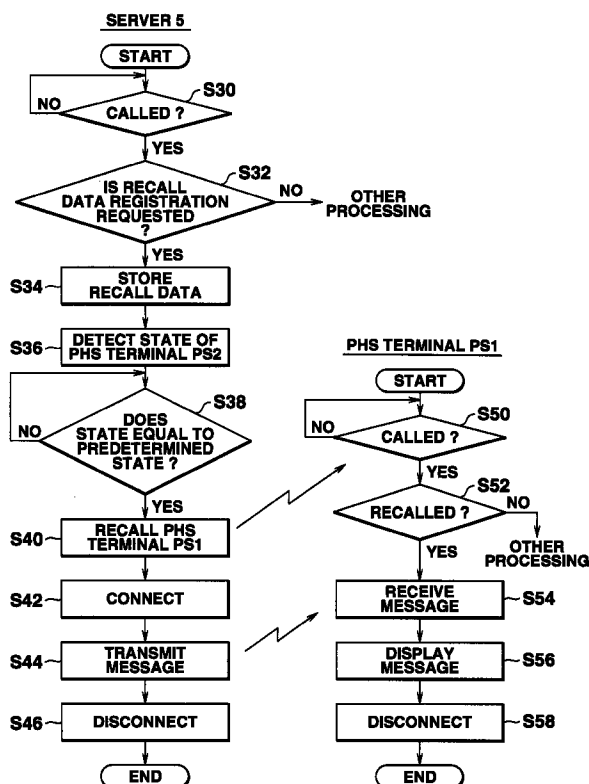 SERVER 5
START
S30
NO
CALLED ?
YES
S32
IS RECALL
DATA REGISTRATION
REQUESTED
?
NO
OTHER
PROCESSING
YES
S34
STORE
RECALL DATA
S36
DETECT STATE OF
PHS TERMINAL PS2
S38
NO
DOES
STATE EQUAL TO
PREDETERMINED
STATE ?
YES
S40
RECALL PHS
TERMINAL PS1
S42
CONNECT
S44
TRANSMIT
MESSAGE
S46
DISCONNECT
END
PHS TERMINAL PS1
START
S50
NO
CALLED ?
YES
S52
RECALLED ?
NO
OTHER
PROCESSING
YES
RECEIVE
MESSAGE
S54
DISPLAY
MESSAGE
S56
DISCONNECT
S58
END